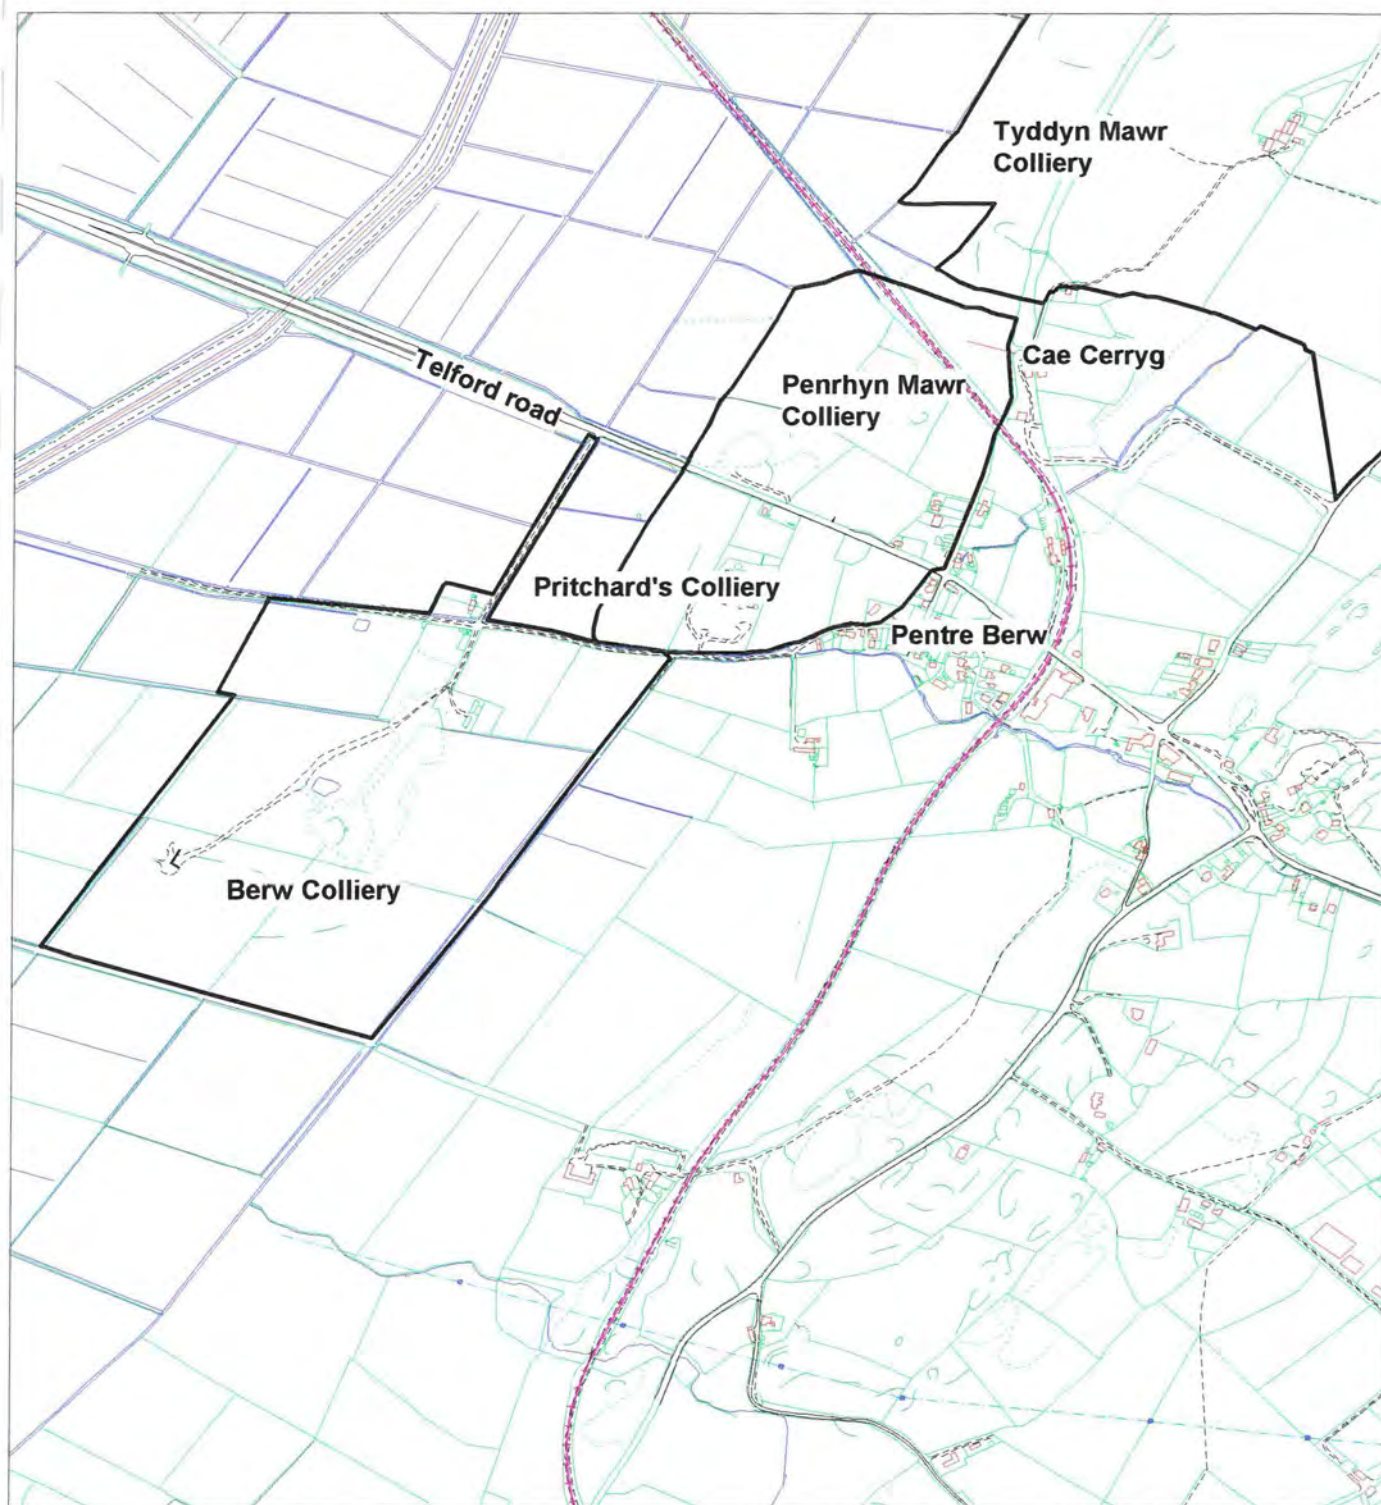 Tyddyn Mawr
Colliery
Cae Cerryg
Telford road
Penrhyn Mawr
Colliery
Pritchard's Colliery
Pentre Berw
Berw Colliery